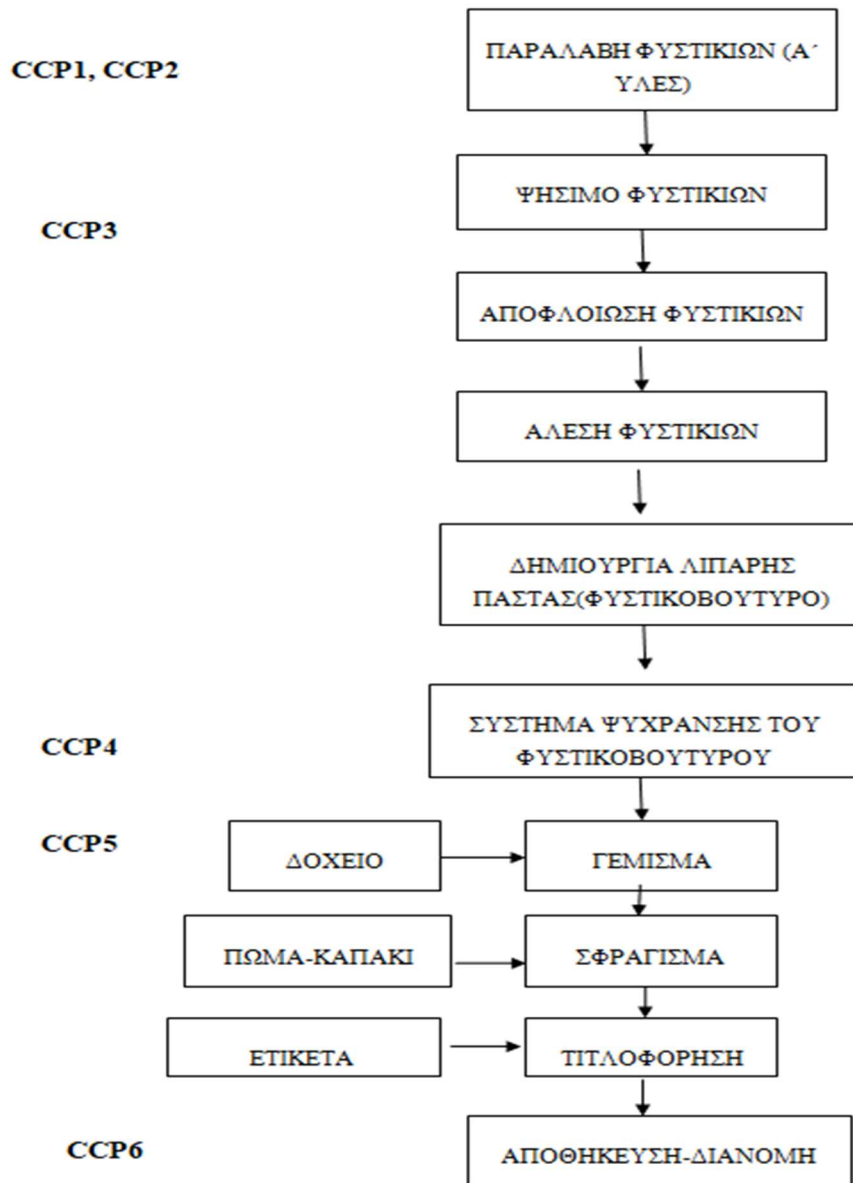 CCP1, CCP2
ΠΑΡΑΛΑΒΗ ΦΥΣΤΙΚΙΩΝ (Α΄
ΥΛΕΣ)
ΨΗΣΙΜΟ ΦΥΣΤΙΚΙΩΝ
CCP3
ΑΠΟΦΛΟΙΩΣΗ ΦΥΣΤΙΚΙΩΝ
ΑΛΕΣΗ ΦΥΣΤΙΚΙΩΝ
ΔΗΜΙΟΥΡΓΙΑ ΛΙΠΑΡΗΣ
ΠΑΣΤΑΣ(ΦΥΣΤΙΚΟΒΟΥΤΥΡΟ)
CCP4
ΣΥΣΤΗΜΑ ΨΥΧΡΑΝΣΗΣ ΤΟΥ
ΦΥΣΤΙΚΟΒΟΥΤΥΡΟΥ
CCP5
ΔΟΧΕΙΟ
ΓΕΜΙΣΜΑ
ΠΩΜΑ-ΚΑΠΑΚΙ
ΣΦΡΑΓΙΣΜΑ
ΕΤΙΚΕΤΑ
ΤΙΤΛΟΦΟΡΗΣΗ
CCP6
ΑΠΟΘΗΚΕΥΣΗ-ΔΙΑΝΟΜΗ